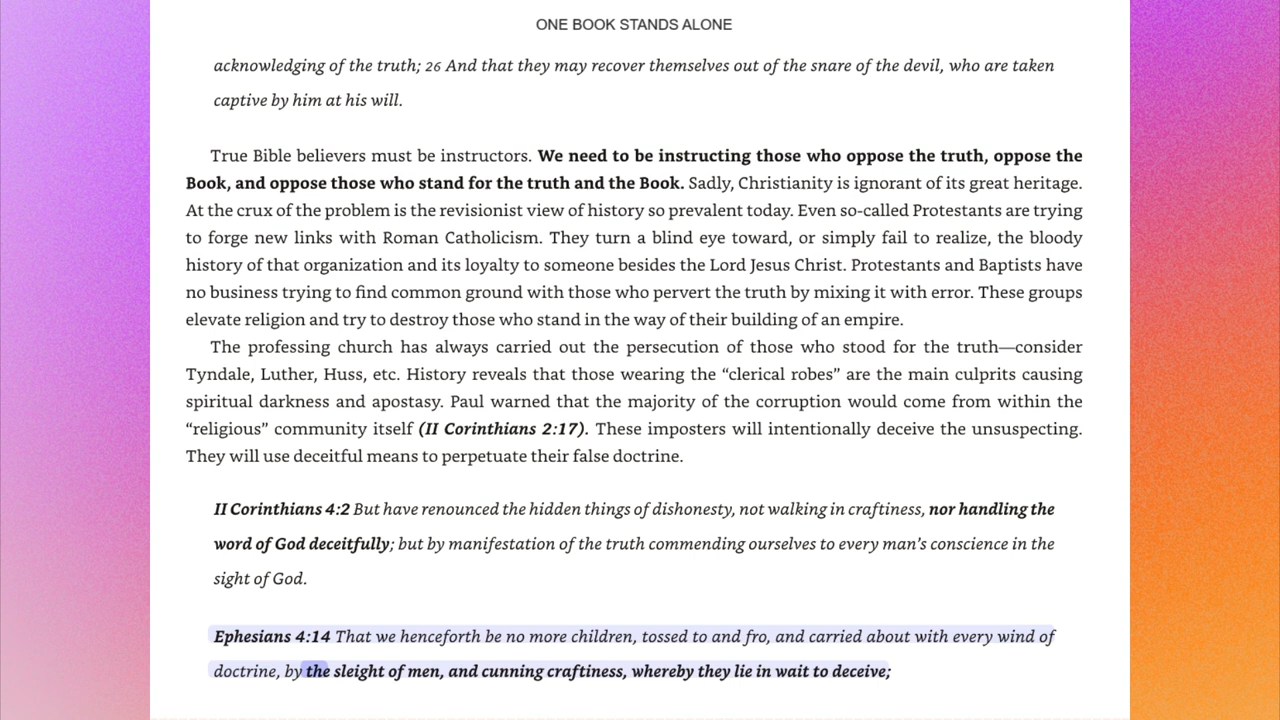 ONE BOOK STANDS ALONE
acknowledging of the truth; 26 And that they may recover themselves out of the snare of the devil, who are taken
captive by him at his will.
True Bible believers must be instructors. We need to be instructing those who oppose the truth, oppose the
Book, and oppose those who stand for the truth and the Book. Sadly, Christianity is ignorant of its great heritage.
At the crux of the problem is the revisionist view of history so prevalent today. Even so-called Protestants are trying
to forge new links with Roman Catholicism. They turn a blind eye toward, or simply fail to realize, the bloody
history of that organization and its loyalty to someone besides the Lord Jesus Christ. Protestants and Baptists have
no business trying to find common ground with those who pervert the truth by mixing it with error. These groups
elevate religion and try to destroy those who stand in the way of their building of an empire.
The professing church has always carried out the persecution of those who stood for the truth—consider
Tyndale, Luther, Huss, etc. History reveals that those wearing the “clerical robes” are the main culprits causing
spiritual darkness and apostasy. Paul warned that the majority of the corruption would come from within the
“religious” community itself (II Corinthians 2:17). These imposters will intentionally deceive the unsuspecting.
They will use deceitful means to perpetuate their false doctrine.
II Corinthians 4:2 But have renounced the hidden things of dishonesty, not walking in craftiness, nor handling the
word of God deceitfully; but by manifestation of the truth commending ourselves to every man’s conscience in the
sight of God.
Ephesians 4:14 That we henceforth be no more children, tossed to and fro, and carried about with every wind of
doctrine, by the sleight of men, and cunning craftiness, whereby they lie in wait to deceive;